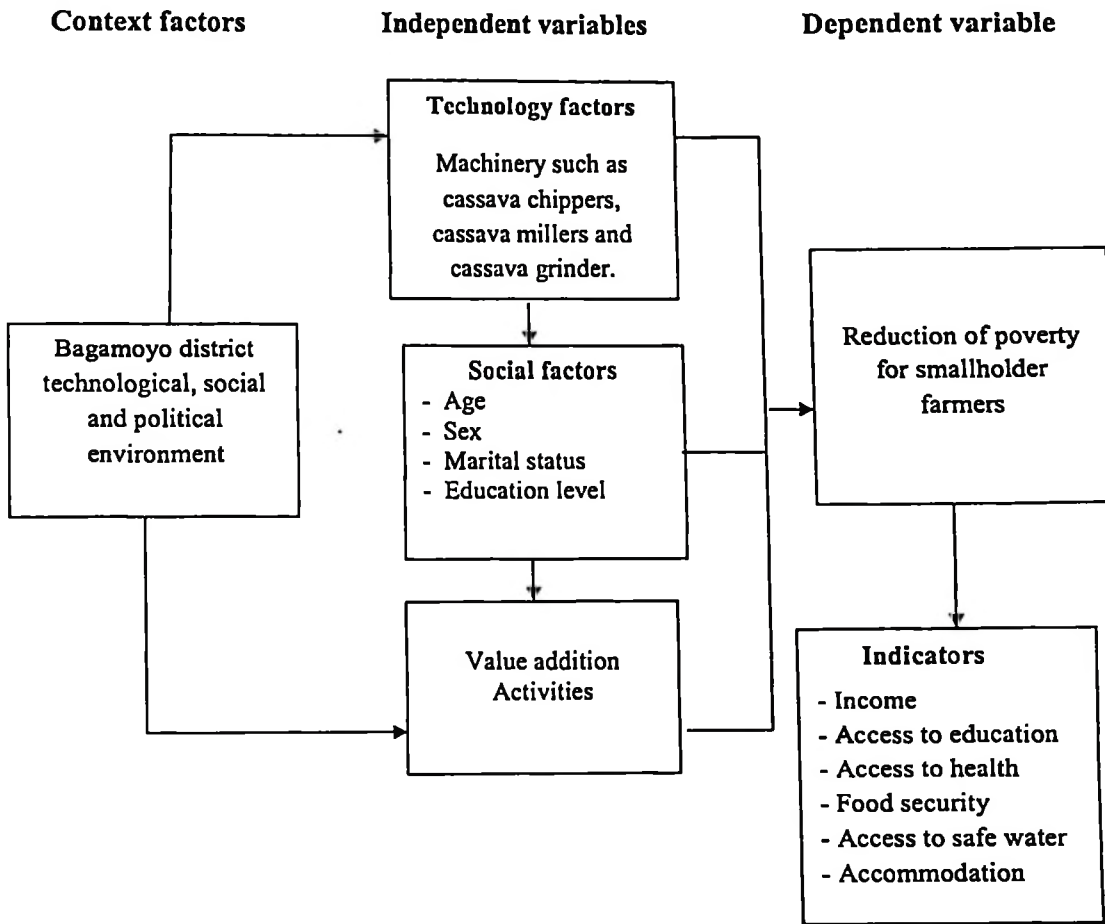 Context factors
Independent variables
Dependent variable
Technology factors
Machinery such as
cassava chippers,
cassava millers and
cassava grinder.
Bagamoyo district
technological, social
and political
environment
Social factors
- Age
- Sex
- Marital status
- Education level
Value addition
Activities
Reduction of poverty
for smallholder
farmers
Indicators
- Income
- Access to education
- Access to health
- Food security
- Access to safe water
- Accommodation